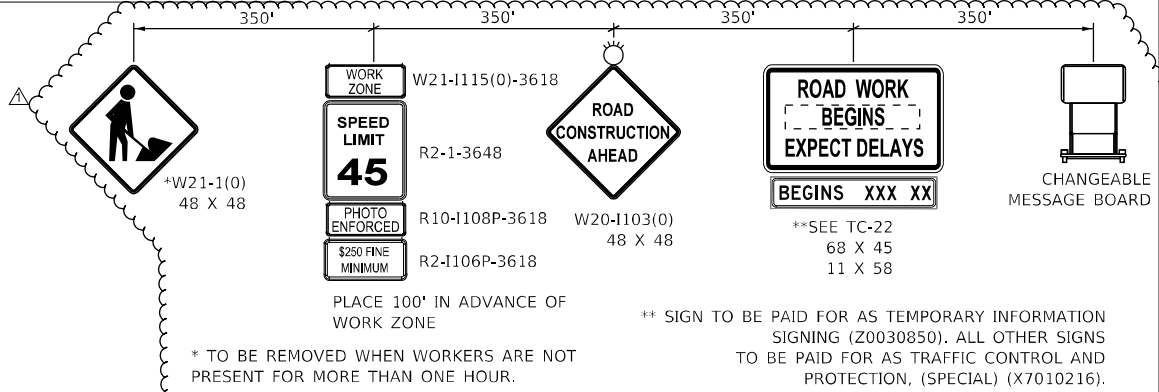 350' 350' 350' 350'
1
*W21-1(0)
48 X 48
WORK
ZONE
W21-I115(0)-3618
SPEED
LIMIT
45
R2-1-3648
PHOTO
ENFORCED
R10-I108P-3618
$250 FINE
MINIMUM
R2-I106P-3618
PLACE 100' IN ADVANCE OF
WORK ZONE
ROAD
CONSTRUCTION
AHEAD
W20-I103(0)
48 X 48
ROAD WORK
BEGINS
EXPECT DELAYS
BEGINS XXX XX
**SEE TC-22
68 X 45
11 X 58
CHANGEABLE
MESSAGE BOARD
* TO BE REMOVED WHEN WORKERS ARE NOT
PRESENT FOR MORE THAN ONE HOUR.
** SIGN TO BE PAID FOR AS TEMPORARY INFORMATION
SIGNING (Z0030850). ALL OTHER SIGNS
TO BE PAID FOR AS TRAFFIC CONTROL AND
PROTECTION, (SPECIAL) (X7010216).